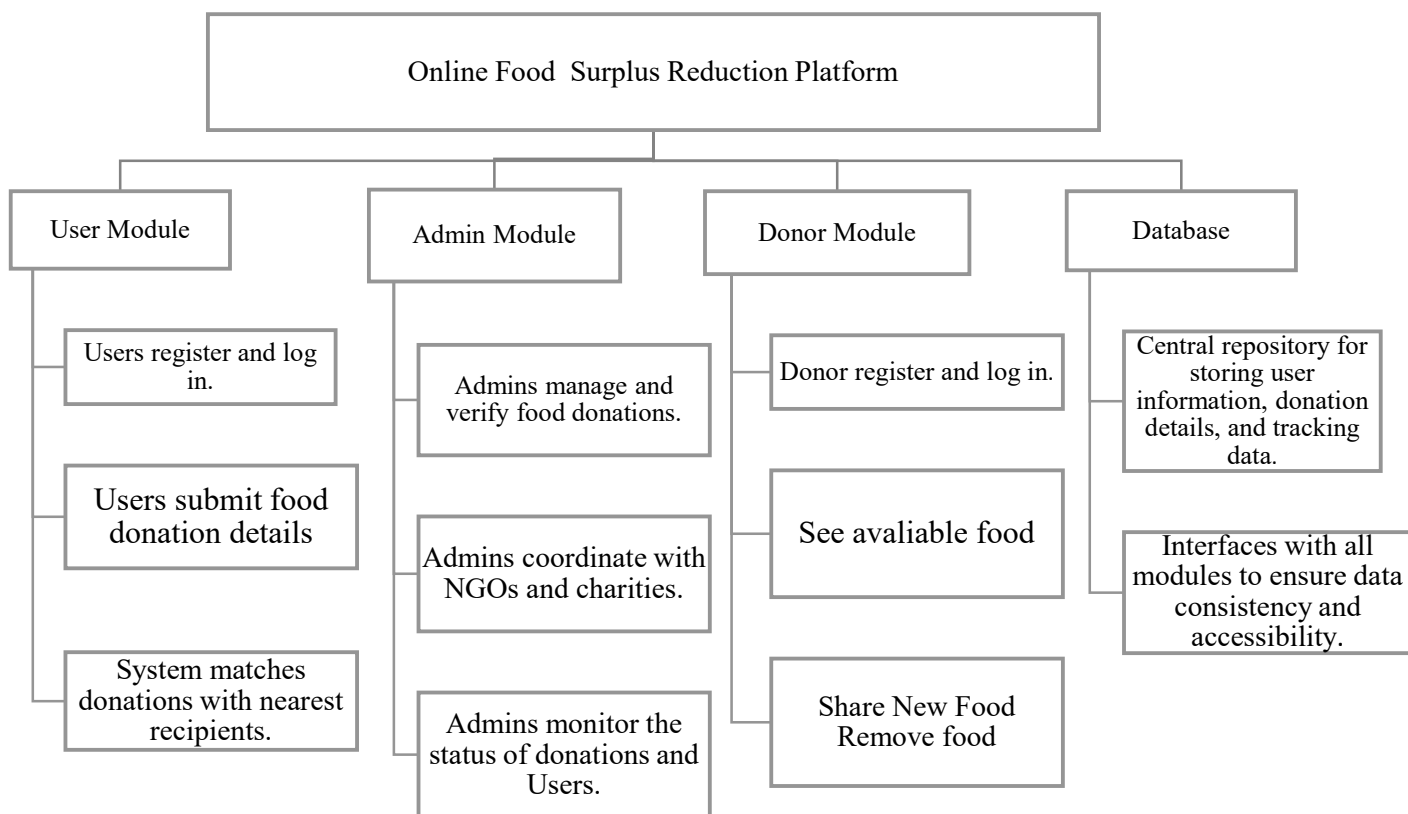 Online Food Surplus Reduction Platform
User Module
Admin Module
Donor Module
Database
Users register and log
in.
Users submit food
donation details
System matches
donations with nearest
recipients.
Admins manage and
verify food donations.
Admins coordinate with
NGOs and charities.
Admins monitor the
status of donations and
Users.
Donor register and log in.
See avaliable food
Share New Food
Remove food
Central repository for
storing user
information, donation
details, and tracking
data.
Interfaces with all
modules to ensure data
consistency and
accessibility.